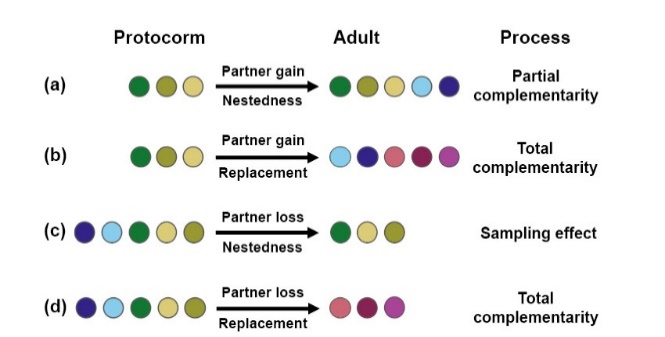 Protocorm Adult Process
(a) Partner gain Nestedness Partial complementarity
(b) Partner gain Replacement Total complementarity
(c) Partner loss Nestedness Sampling effect
(d) Partner loss Replacement Total complementarity